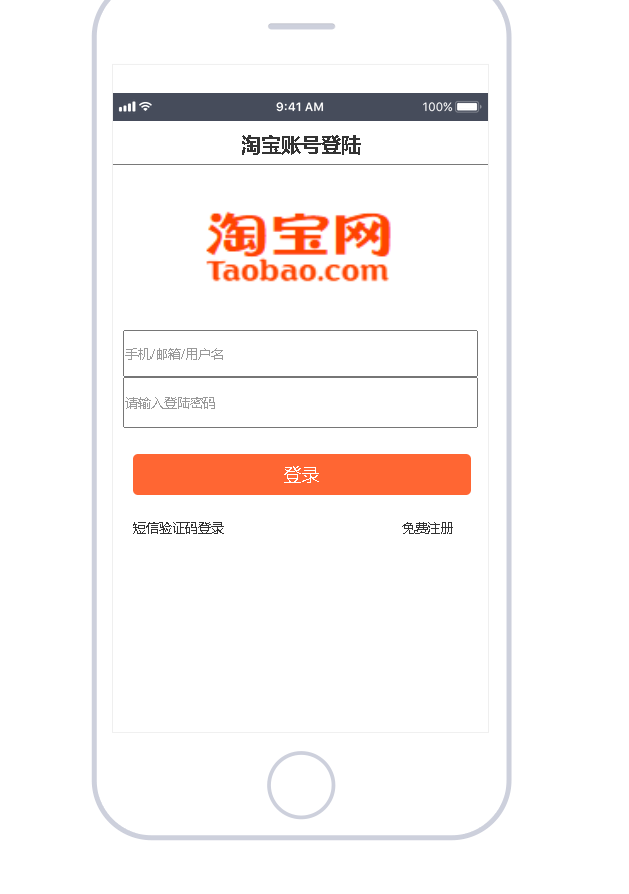 9:41 AM 100%
淘宝账号登陆
淘宝网
Taobao.com
手机/邮箱/用户名
请输入登陆密码
登录
短信验证码登录 免费注册